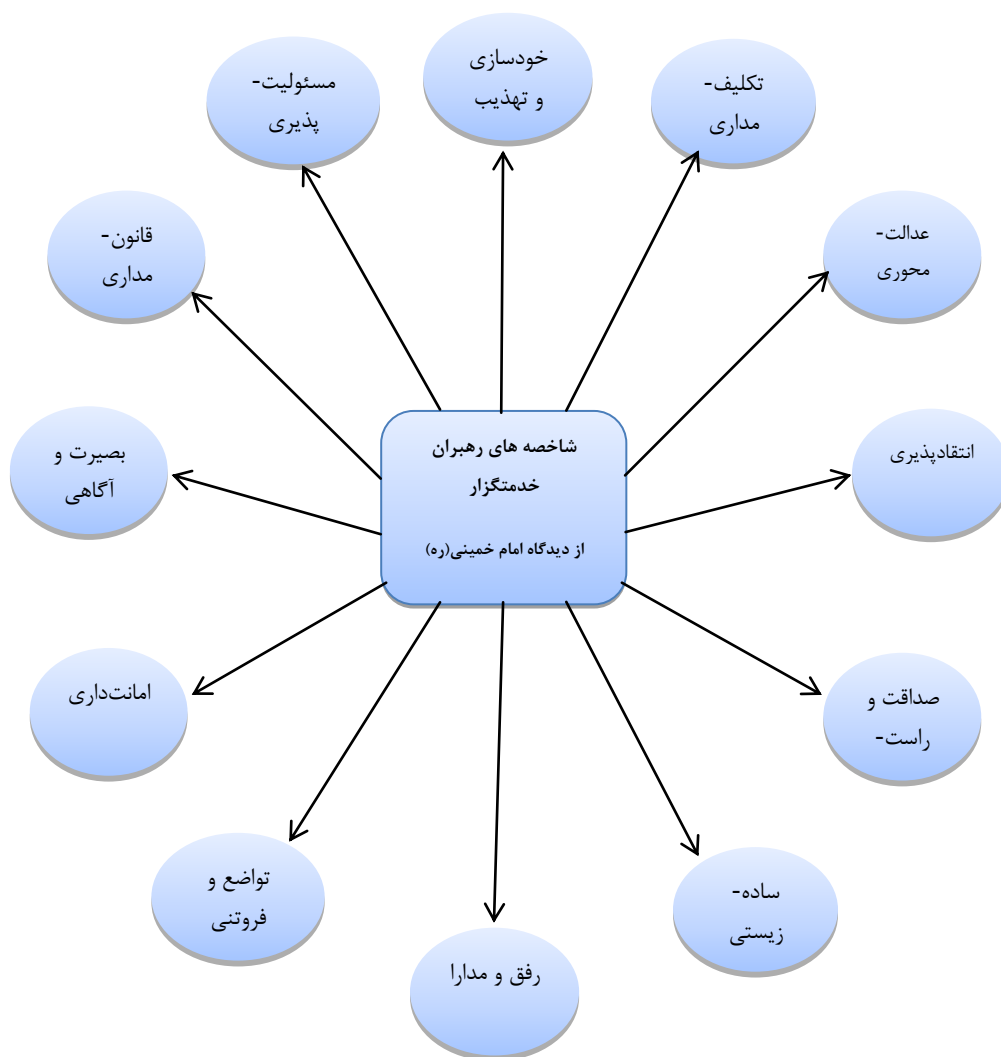 خودسازی
و تهذیب
تکلیف-
مداری
عدالت-
محوری
انتقادپذیری
صداقت و
راست-
ساده-
زیستی
رفق و مدارا
تواضع و
فروتنی
امانت‌داری
بصیرت و
آگاهی
قانون-
مداری
مسئولیت-
پذیری
شاخصه های رهبران
خدمتگزار
از دیدگاه امام خمینی(ره)